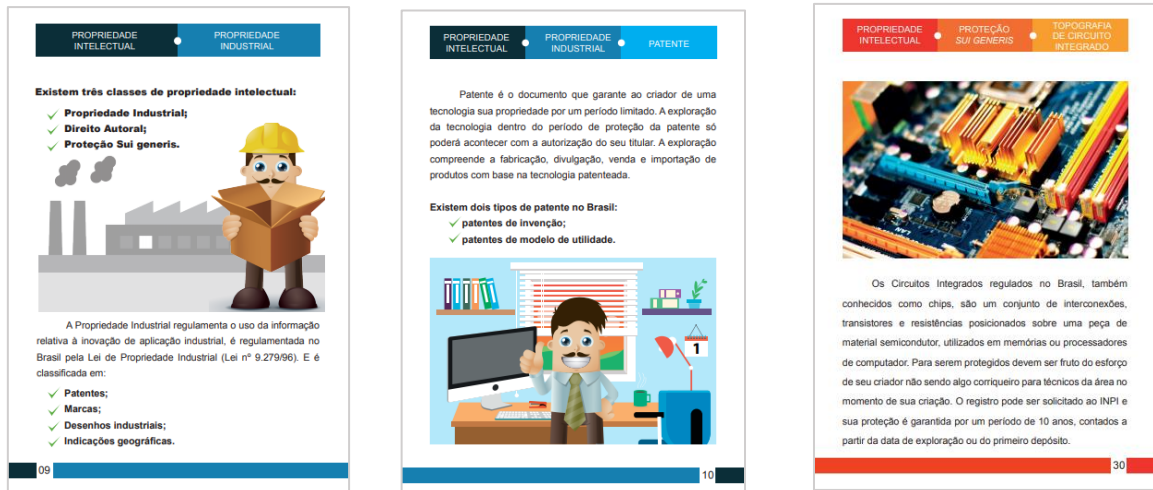 PROPRIEDADE
INTELECTUAL
PROPRIEDADE
INDUSTRIAL
Existem três classes de propriedade intelectual:
Propriedade Industrial;
Direito Autoral;
Proteção Sui generis.
A Propriedade Industrial regulamenta o uso da informação
relativa à inovação de aplicação industrial, é regulamentada no
Brasil pela Lei de Propriedade Industrial (Lei nº 9.279/96). E é
classificada em:
Patentes;
Marcas;
Desenhos industriais;
Indicações geográficas.
09
PROPRIEDADE
INTELECTUAL
PROPRIEDADE
INDUSTRIAL
PATENTE
Patente é o documento que garante ao criador de uma
tecnologia sua propriedade por um período limitado. A exploração
da tecnologia dentro do período de proteção da patente só
poderá acontecer com a autorização do seu titular. A exploração
compreende a fabricação, divulgação, venda e importação de
produtos com base na tecnologia patenteada.
Existem dois tipos de patente no Brasil:
patentes de invenção;
patentes de modelo de utilidade.
1
10
PROPRIEDADE
INTELECTUAL
PROTEÇÃO
SUI GENERIS
TOPOGRAFIA
DE CIRCUITO
INTEGRADO
LAN
Os Circuitos Integrados regulados no Brasil, também
conhecidos como chips, são um conjunto de interconexões,
transistores e resistências posicionados sobre uma peça de
material semicondutor, utilizados em memórias ou processadores
de computador. Para serem protegidos devem ser fruto do esforço
de seu criador não sendo algo corriqueiro para técnicos da área no
momento de sua criação. O registro pode ser solicitado ao INPI e
sua proteção é garantida por um período de 10 anos, contados a
partir da data de exploração ou do primeiro depósito.
30